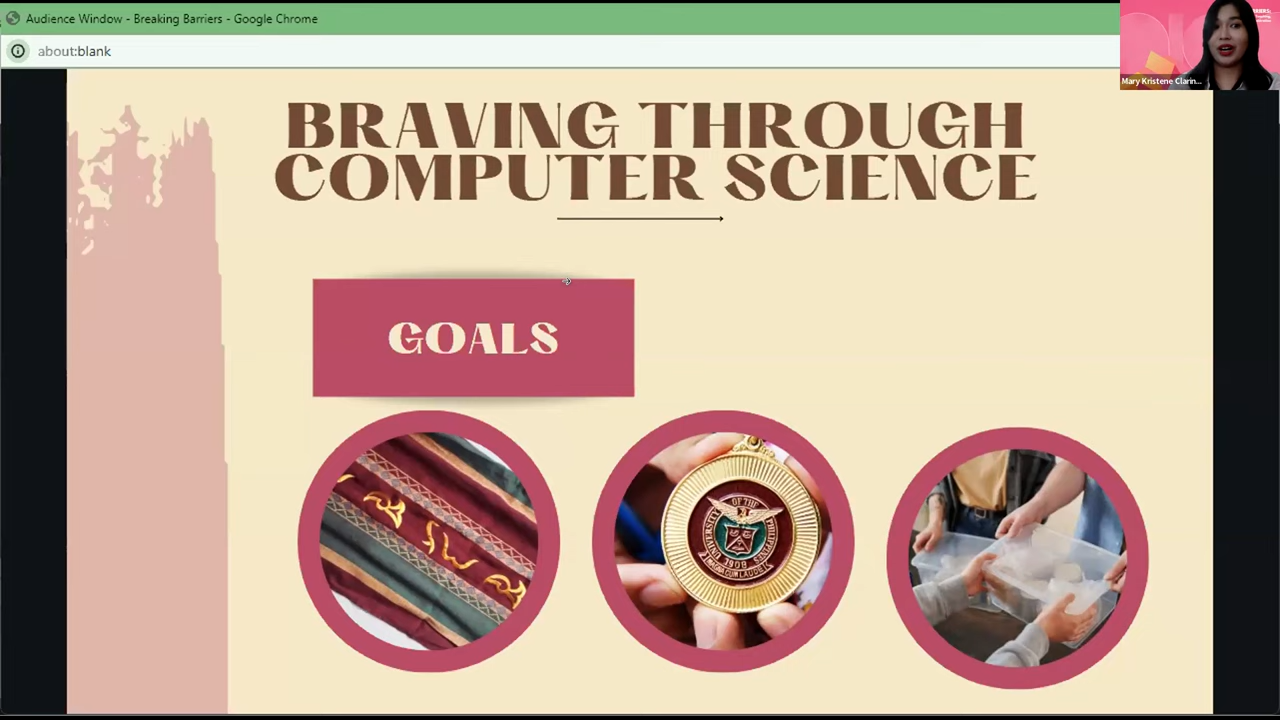 Audience Window - Breaking Barriers - Google Chrome
about:blank
Mary Kristene Clarin...
BRAVING THROUGH
COMPUTER SCIENCE
GOALS
UNIVERSITY OF THE PHILIPPINES
1908